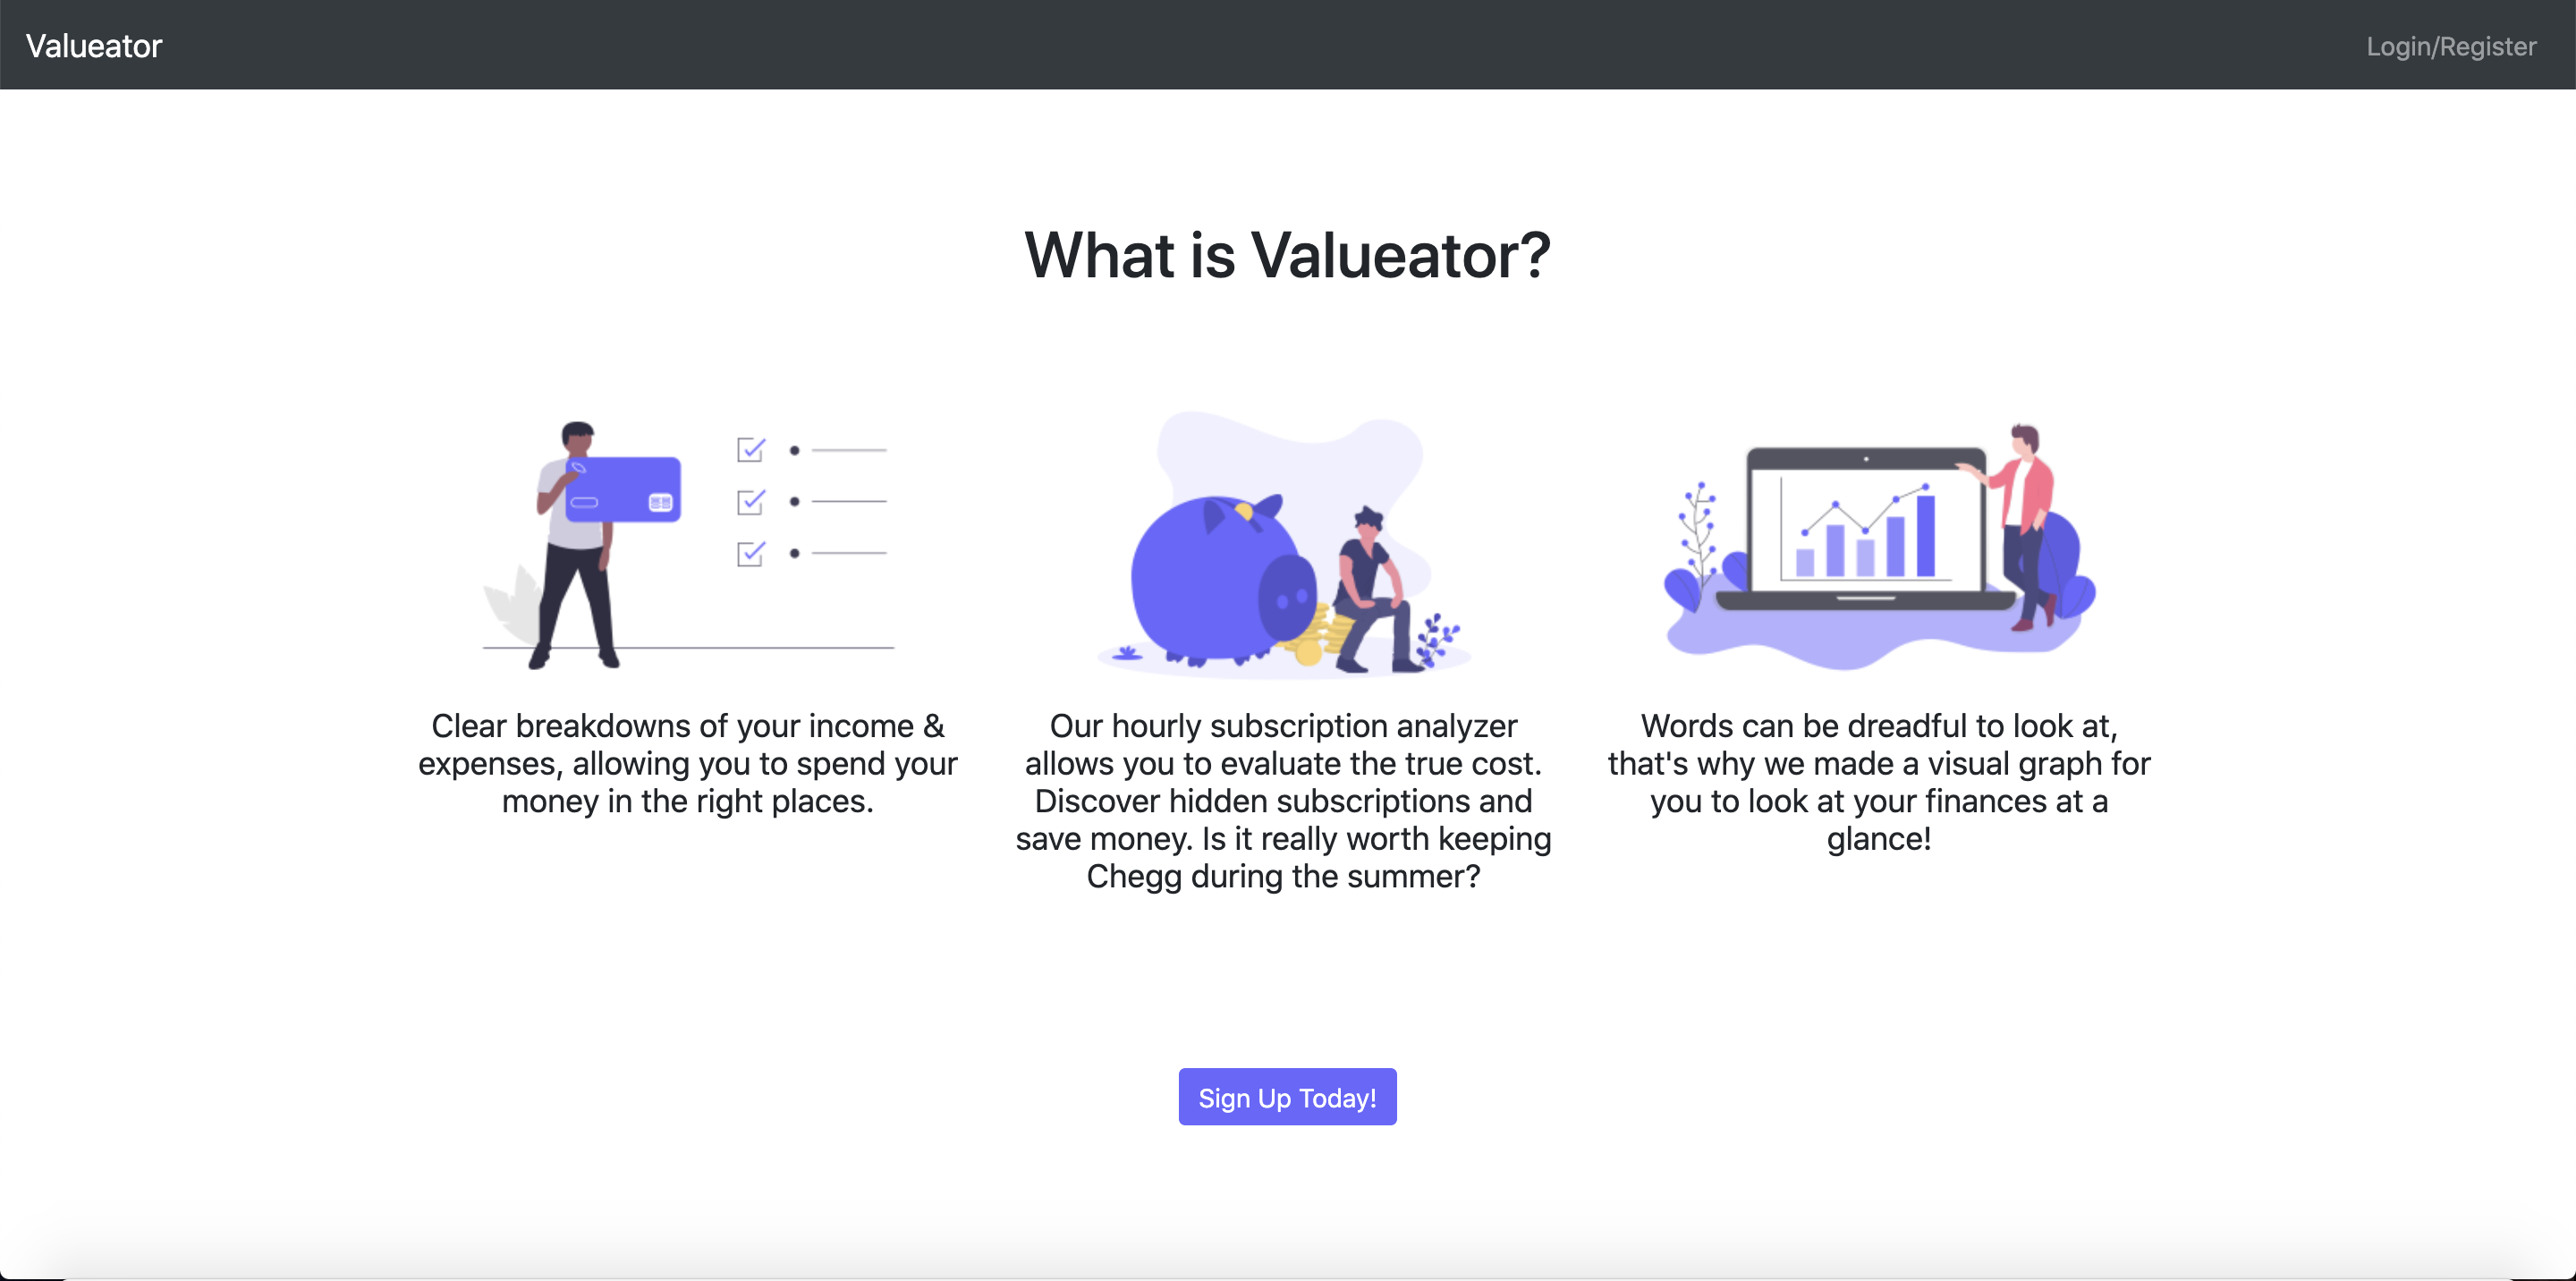 Valueator
Login/Register
What is Valueator?
Clear breakdowns of your income &
expenses, allowing you to spend your
money in the right places.
Our hourly subscription analyzer
allows you to evaluate the true cost.
Discover hidden subscriptions and
save money. Is it really worth keeping
Chegg during the summer?
Words can be dreadful to look at,
that's why we made a visual graph for
you to look at your finances at a
glance!
Sign Up Today!